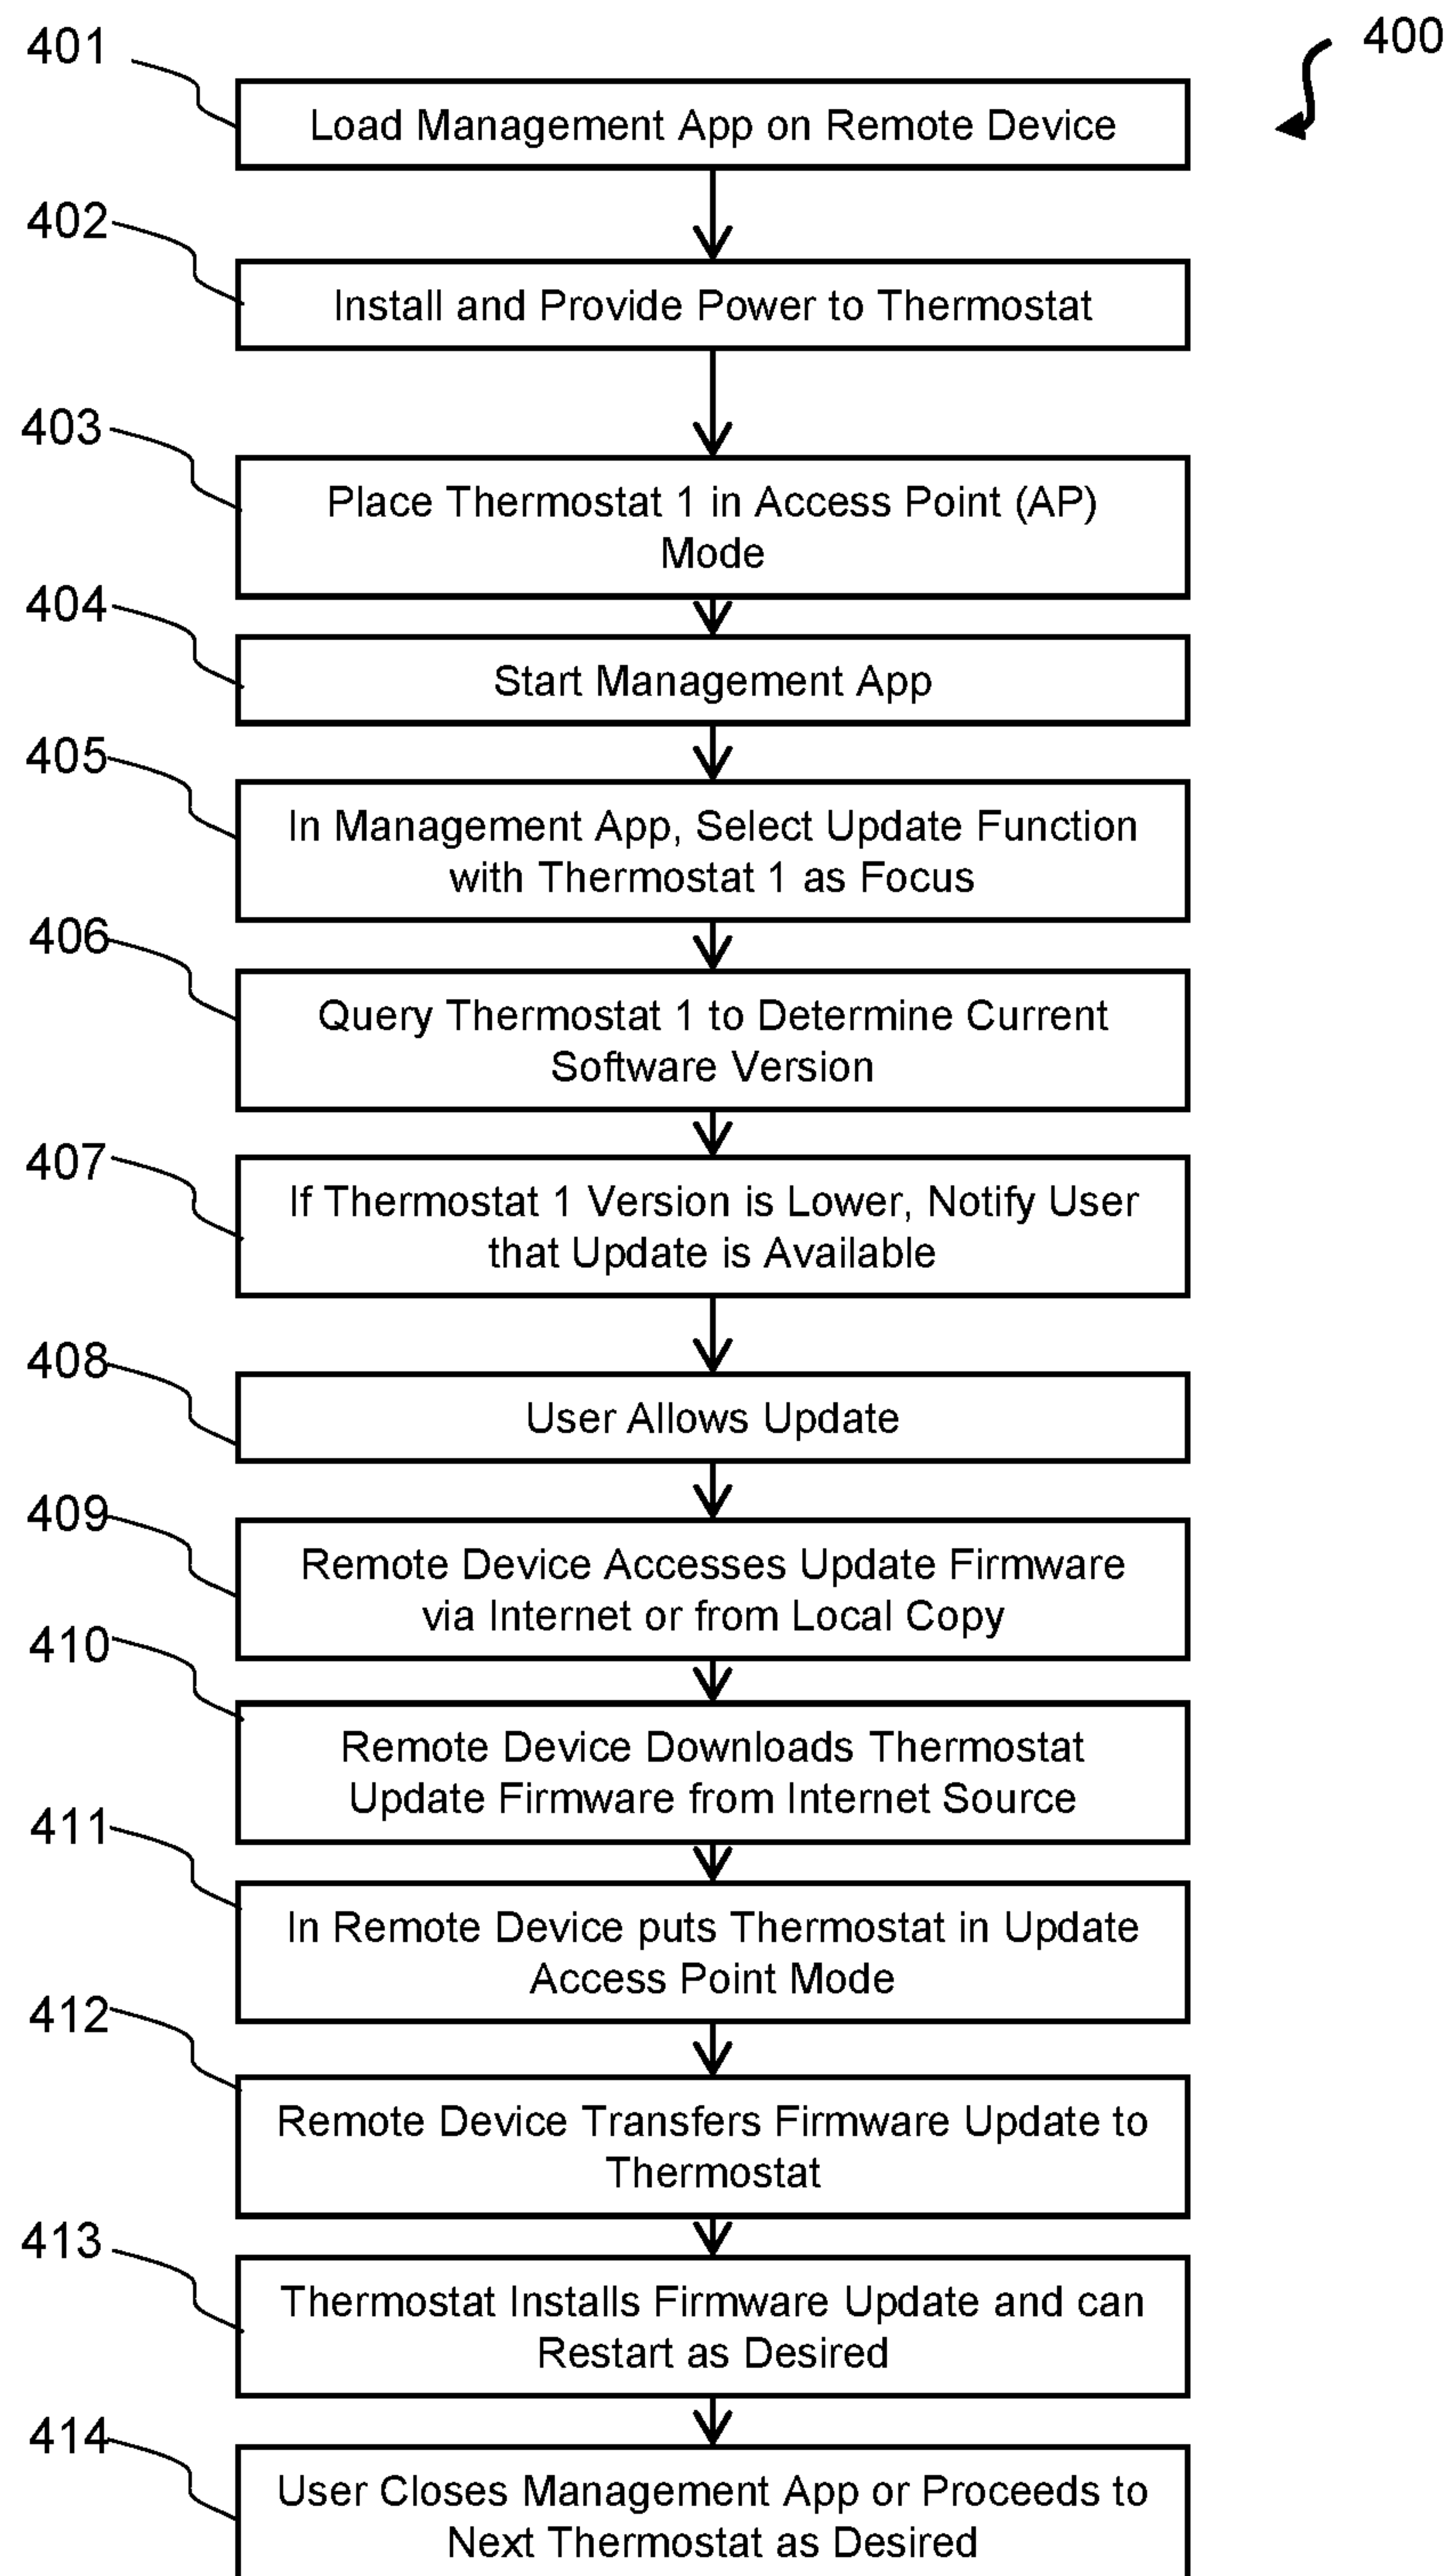 400
401
Load Management App on Remote Device
402
Install and Provide Power to Thermostat
403
Place Thermostat 1 in Access Point (AP)
Mode
404
Start Management App
405
In Management App, Select Update Function
with Thermostat 1 as Focus
406
Query Thermostat 1 to Determine Current
Software Version
407
If Thermostat 1 Version is Lower, Notify User
that Update is Available
408
User Allows Update
409
Remote Device Accesses Update Firmware
via Internet or from Local Copy
410
Remote Device Downloads Thermostat
Update Firmware from Internet Source
411
In Remote Device puts Thermostat in Update
Access Point Mode
412
Remote Device Transfers Firmware Update to
Thermostat
413
Thermostat Installs Firmware Update and can
Restart as Desired
414
User Closes Management App or Proceeds to
Next Thermostat as Desired